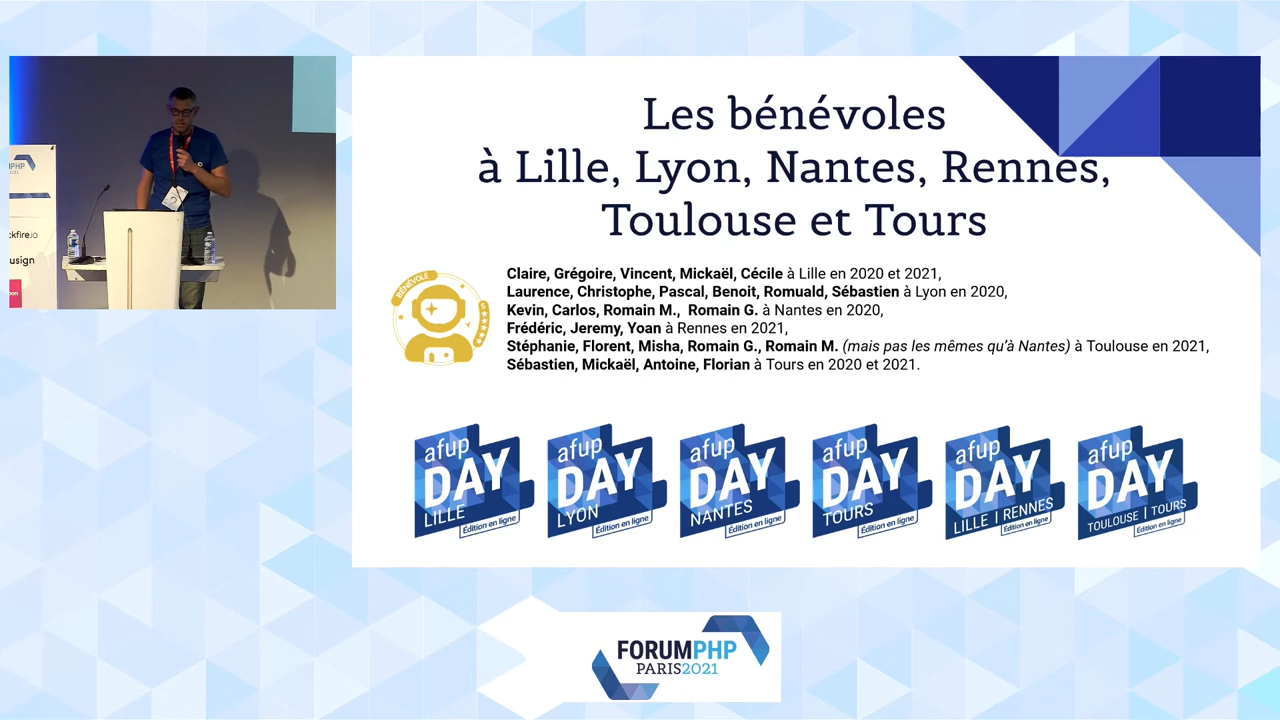 Les bénévoles
à Lille, Lyon, Nantes, Rennes,
Toulouse et Tours
BÉNÉVOLE
Claire, Grégoire, Vincent, Mickaël, Cécile à Lille en 2020 et 2021,
Laurence, Christophe, Pascal, Benoit, Romuald, Sébastien à Lyon en 2020,
Kevin, Carlos, Romain M., Romain G. à Nantes en 2020,
Frédéric, Jeremy, Yoan à Rennes en 2021,
Stéphanie, Florent, Misha, Romain G., Romain M. (mais pas les mêmes qu'à Nantes) à Toulouse en 2021,
Sébastien, Mickaël, Antoine, Florian à Tours en 2020 et 2021.
afup
DAY
LILLE
Édition en ligne
afup
DAY
LYON
Édition en ligne
afup
DAY
NANTES
Édition en ligne
afup
DAY
TOURS
Édition en ligne
afup
DAY
LILLE | RENNES
Édition en ligne
afup
DAY
TOULOUSE | TOURS
Édition en ligne
FORUMPHP
PARIS2021
ckfire.io
usign